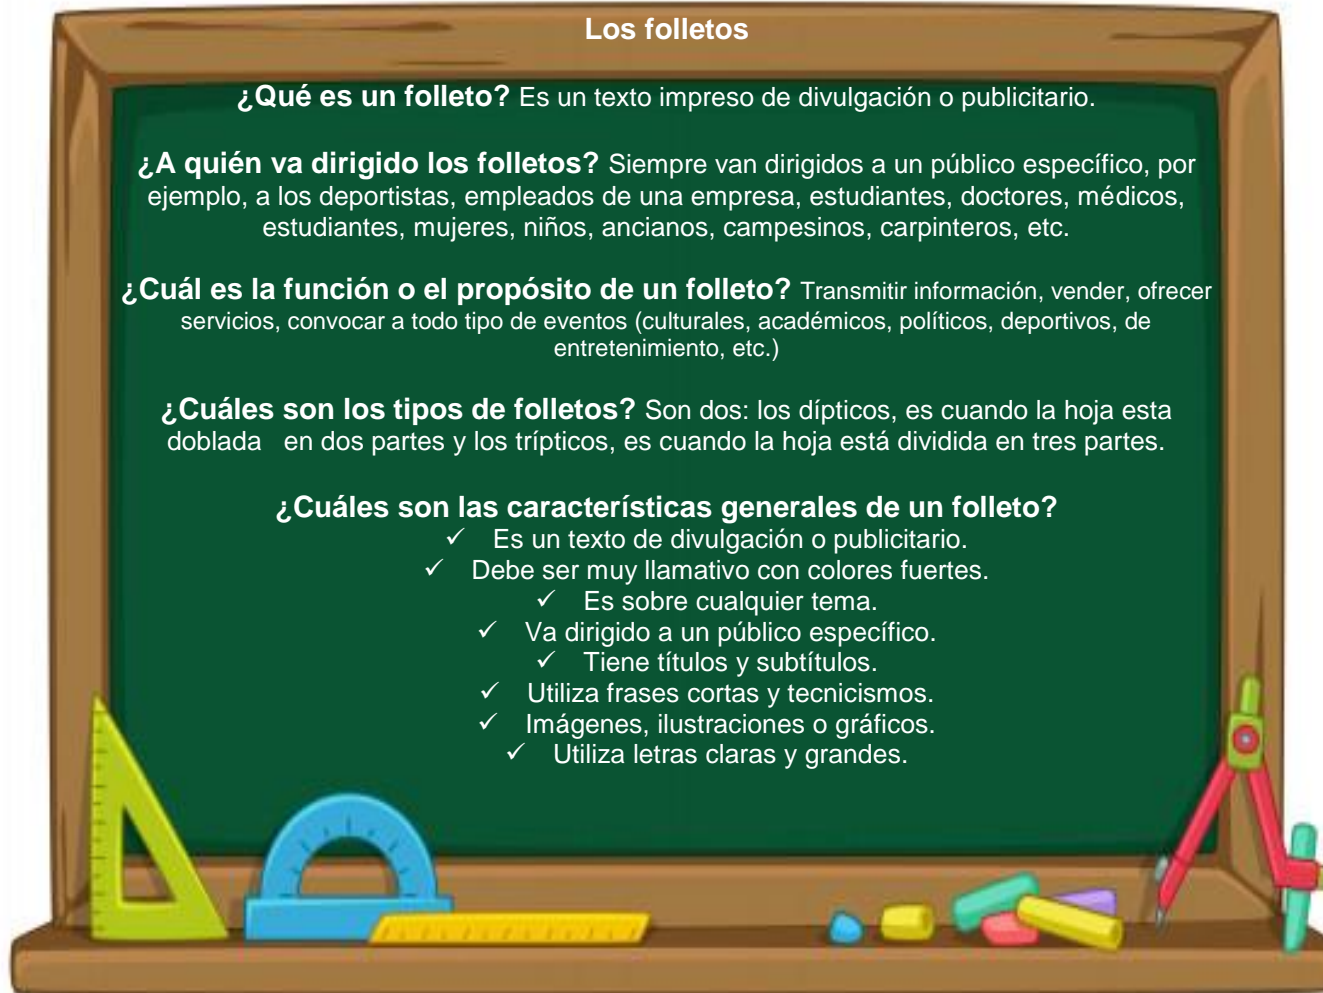 Los folletos
¿Qué es un folleto? Es un texto impreso de divulgación o publicitario.
¿A quién va dirigido los folletos? Siempre van dirigidos a un público específico, por
ejemplo, a los deportistas, empleados de una empresa, estudiantes, doctores, médicos,
estudiantes, mujeres, niños, ancianos, campesinos, carpinteros, etc.
¿Cuál es la función o el propósito de un folleto? Transmitir información, vender, ofrecer
servicios, convocar a todo tipo de eventos (culturales, académicos, políticos, deportivos, de
entretenimiento, etc.)
¿Cuáles son los tipos de folletos? Son dos: los dípticos, es cuando la hoja esta
doblada en dos partes y los trípticos, es cuando la hoja está dividida en tres partes.
¿Cuáles son las características generales de un folleto?
✓ Es un texto de divulgación o publicitario.
✓ Debe ser muy llamativo con colores fuertes.
✓ Es sobre cualquier tema.
✓ Va dirigido a un público específico.
✓ Tiene títulos y subtítulos.
✓ Utiliza frases cortas y tecnicismos.
✓ Imágenes, ilustraciones o gráficos.
✓ Utiliza letras claras y grandes.